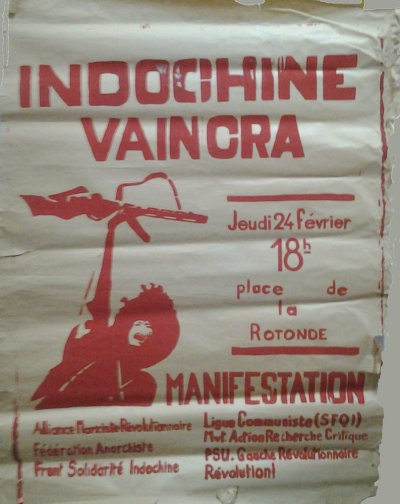 INDOCHINE
VAINCRA
Jeudi 24 Février
18h
place de
la
ROTONDE
MANIFESTATION
Alliance Marxiste Révolutionnaire
Fédération Anarchiste
Front Solidarité Indochine
Ligue Communiste (SFQI)
Mvt Action Recherche Critique
PSU. Gauche Révolutionnaire
Révolution!